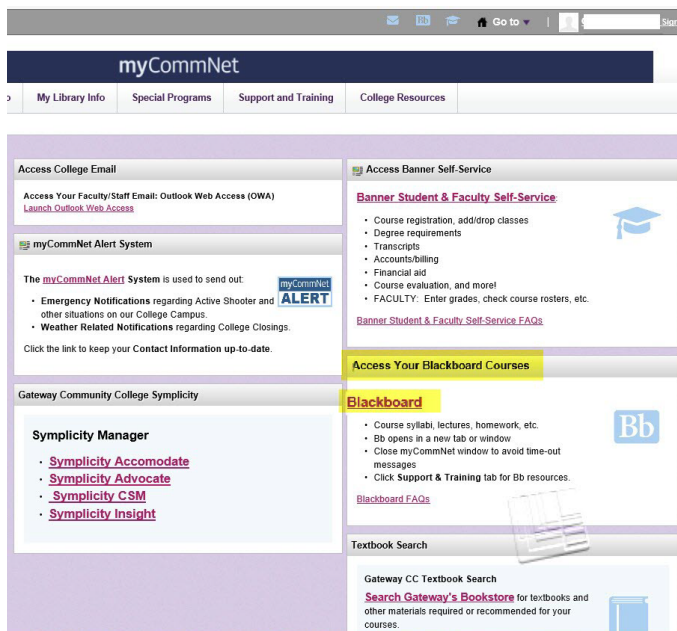 Bb Go to | Sign
myCommNet
My Library Info Special Programs Support and Training College Resources
Access College Email
Access Your Faculty/Staff Email: Outlook Web Access (OWA)
Launch Outlook Web Access
myCommNet Alert System
The myCommNet Alert System is used to send out:
• Emergency Notifications regarding Active Shooter and
other situations on our College Campus.
• Weather Related Notifications regarding College Closings.
myCommNet
ALERT
Click the link to keep your Contact Information up-to-date.
Gateway Community College Symplicity
Symplicity Manager
• Symplicity Accomodate
• Symplicity Advocate
• Symplicity CSM
• Symplicity Insight
Access Banner Self-Service
Banner Student & Faculty Self-Service:
• Course registration, add/drop classes
• Degree requirements
• Transcripts
• Accounts/billing
• Financial aid
• Course evaluation, and more!
• FACULTY: Enter grades, check course rosters, etc.
Banner Student & Faculty Self-Service FAQs
Access Your Blackboard Courses
Blackboard
• Course syllabi, lectures, homework, etc.
• Bb opens in a new tab or window
• Close myCommNet window to avoid time-out
messages
• Click Support & Training tab for Bb resources.
Bb
Blackboard FAQs
Textbook Search
Gateway CC Textbook Search
Search Gateway's Bookstore for textbooks and
other materials required or recommended for your
courses.